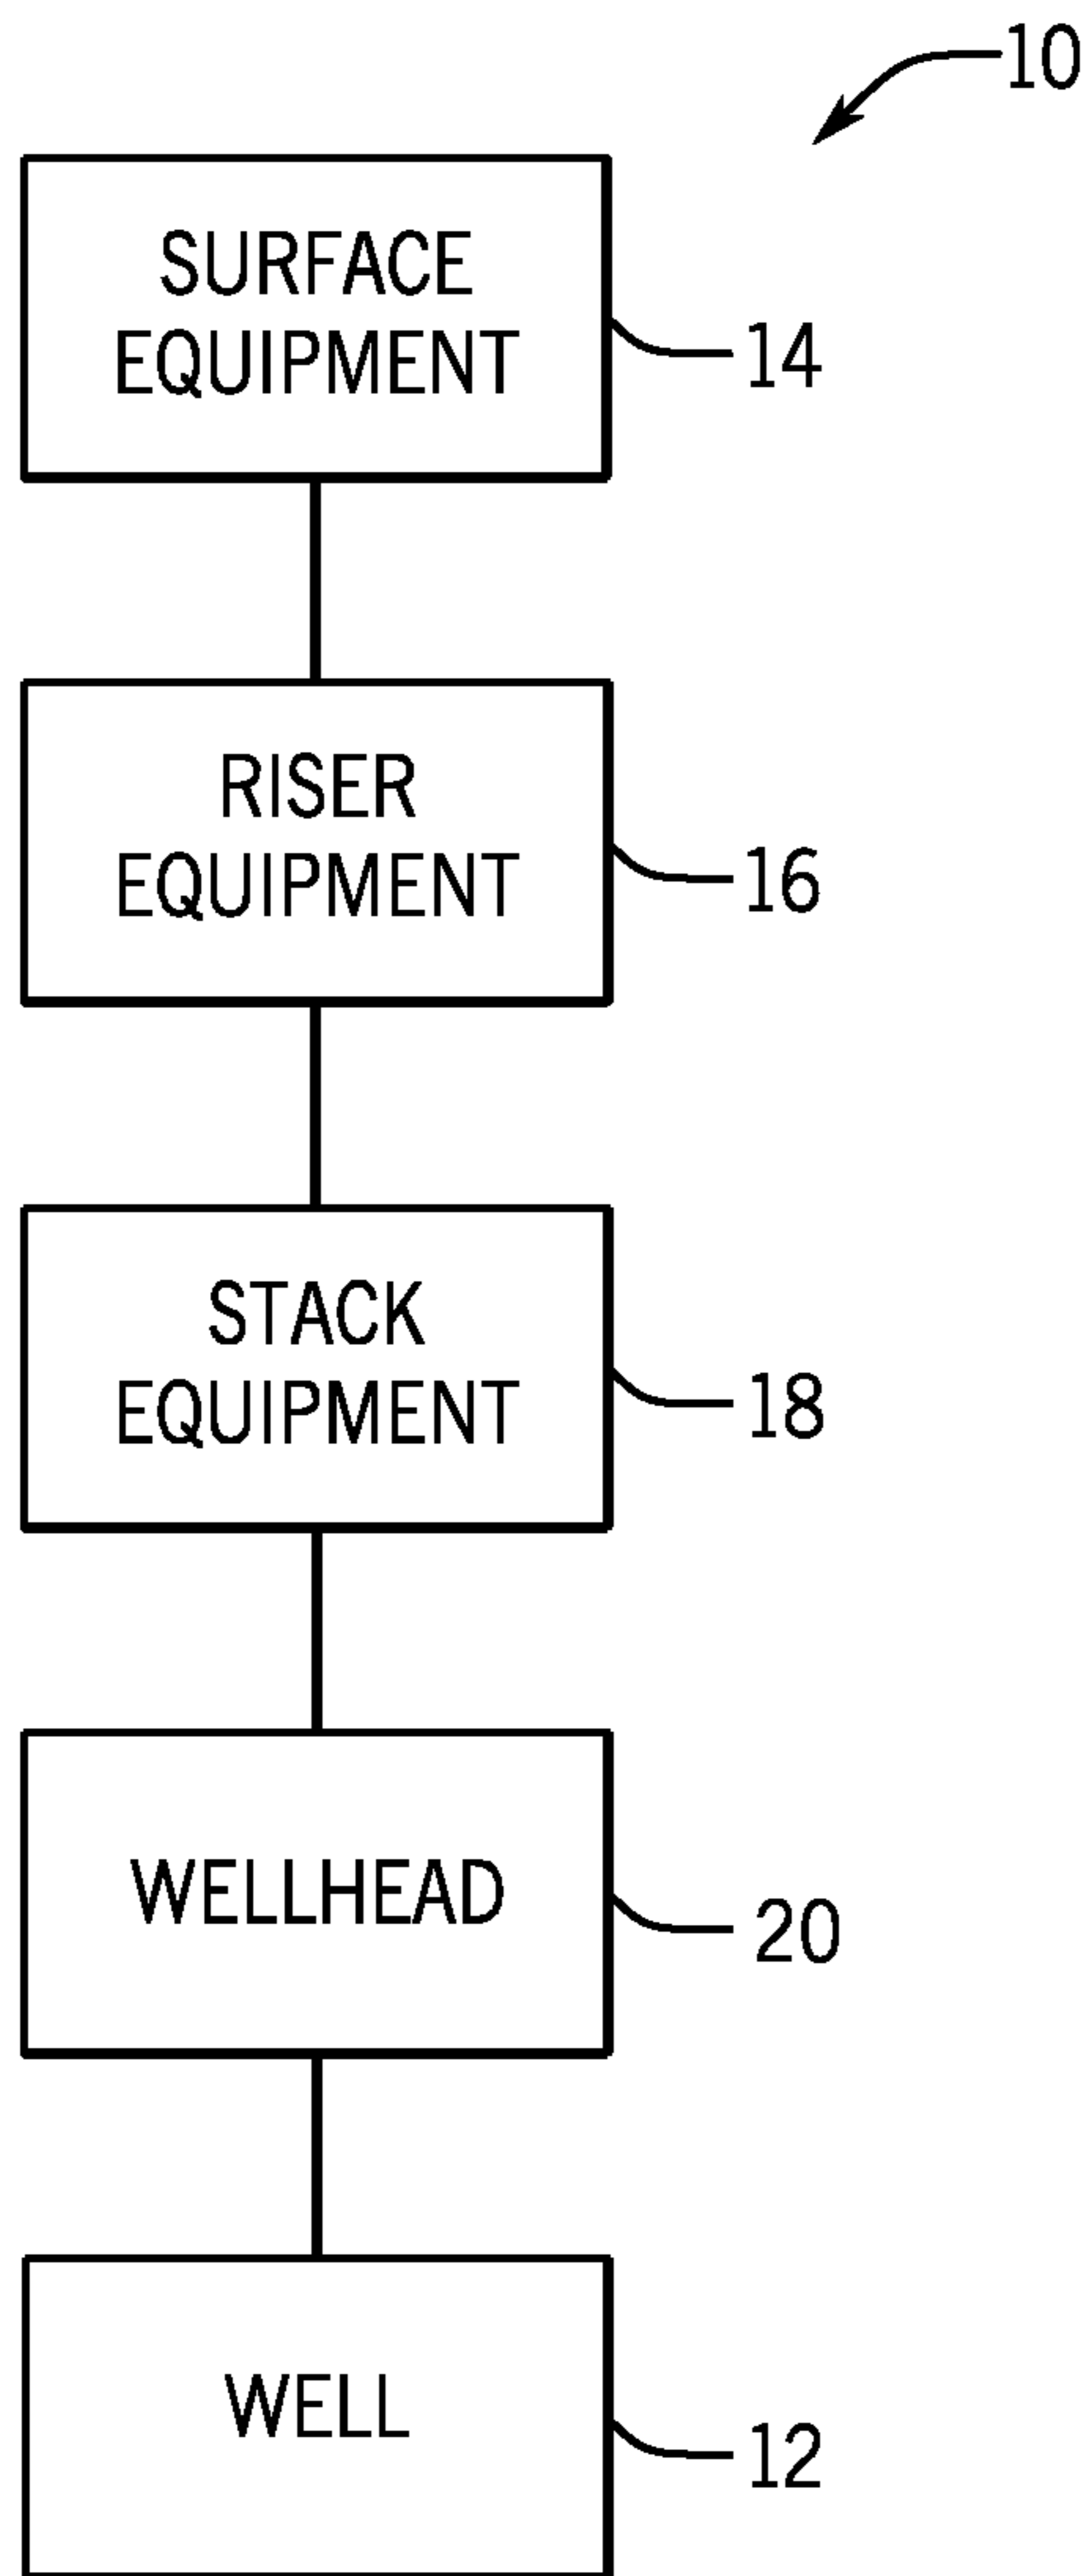 10
SURFACE
EQUIPMENT
14
RISER
EQUIPMENT
16
STACK
EQUIPMENT
18
WELLHEAD
20
WELL
12